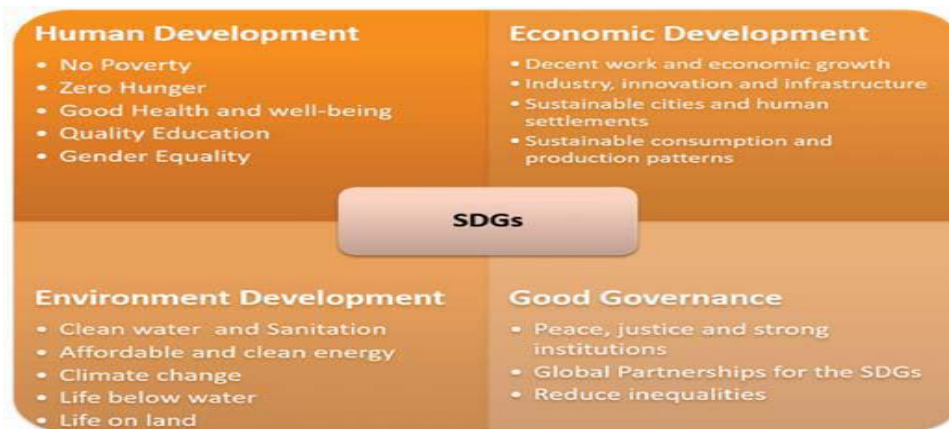 Human Development
• No Poverty
• Zero Hunger
• Good Health and well-being
• Quality Education
• Gender Equality
Economic Development
• Decent work and economic growth
• Industry, innovation and infrastructure
• Sustainable cities and human
settlements
• Sustainable consumption and
production patterns
SDGs
Environment Development
• Clean water and Sanitation
• Affordable and clean energy
• Climate change
• Life below water
• Life on land
Good Governance
• Peace, justice and strong
institutions
• Global Partnerships for the SDGs
• Reduce inequalities